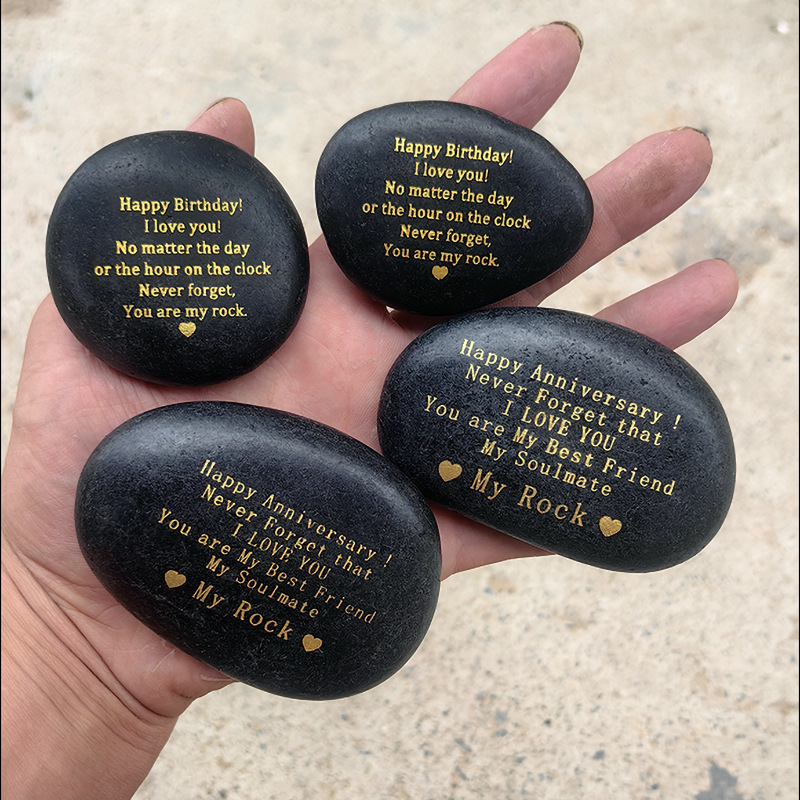 Happy Birthday!
I love you!
No matter the day
or the hour on the clock
Never forget,
You are my rock.
Happy Birthday!
I love you!
No matter the day
or the hour on the clock
Never forget,
You are my rock.
Happy Anniversary !
Never Forget that
I LOVE YOU
You are My Best Friend
My Soulmate
My Rock
Happy Anniversary !
Never Forget that
I LOVE YOU
You are My Best Friend
My Soulmate
My Rock